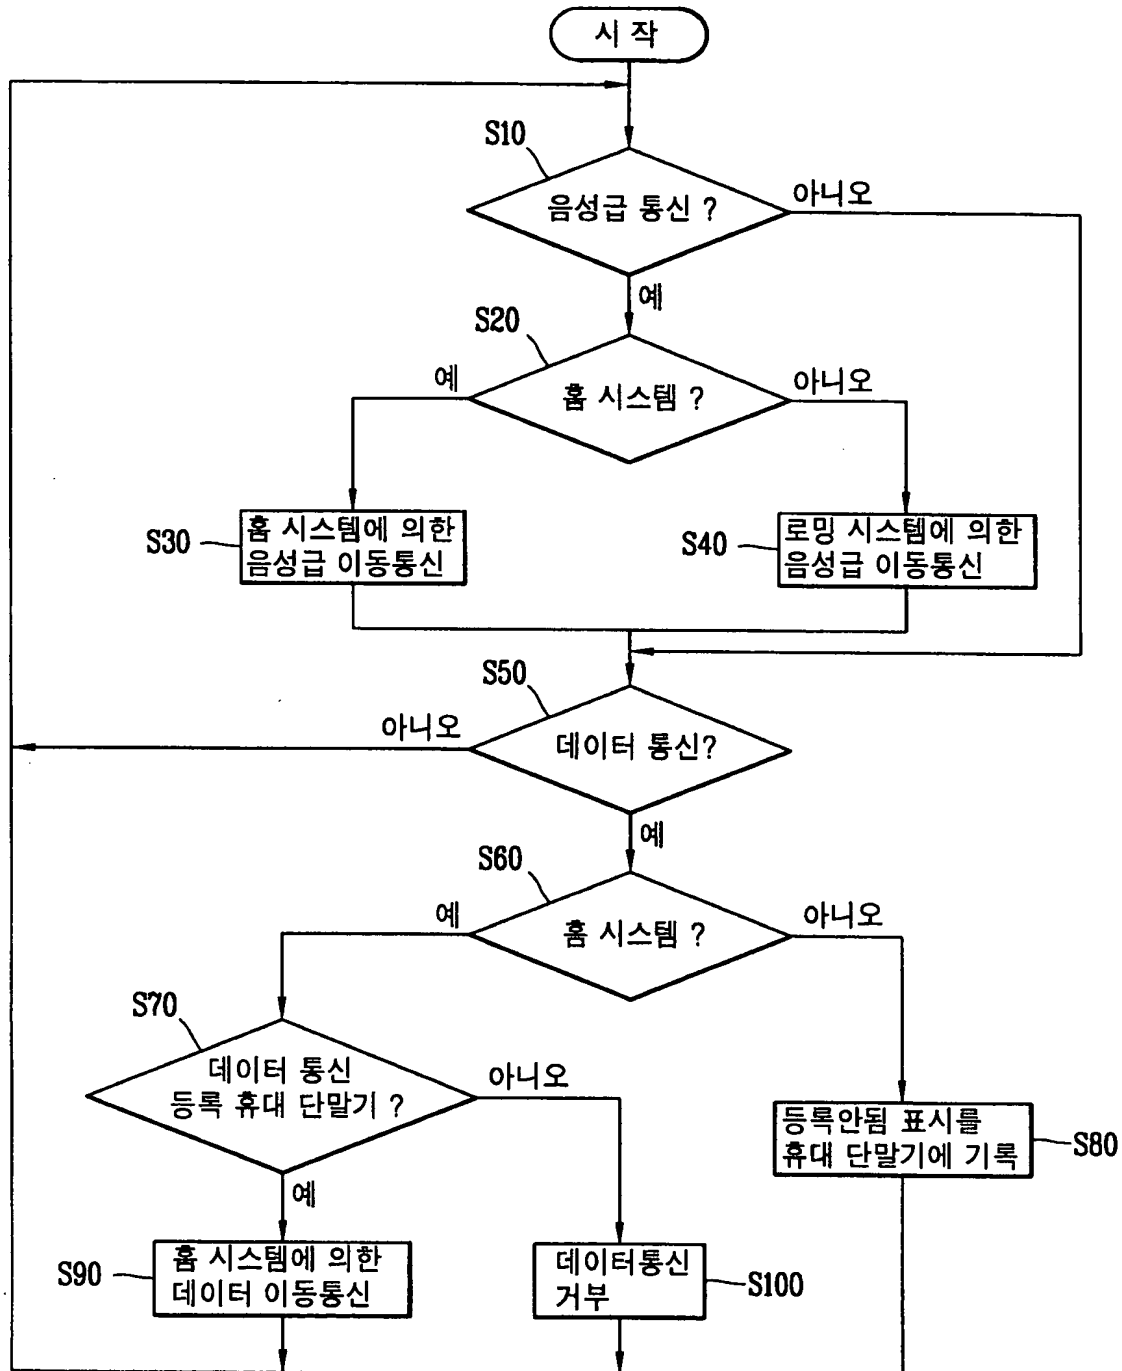 시 작
S10
음성급 통신 ?
아니오
예
S20
홈 시스템 ?
예
아니오
S30
홈 시스템에 의한
음성급 이동통신
S40
로밍 시스템에 의한
음성급 이동통신
S50
데이터 통신?
아니오
예
S60
홈 시스템 ?
예
아니오
S70
데이터 통신
등록 휴대 단말기 ?
아니오
예
등록안됨 표시를
휴대 단말기에 기록
S80
S90
홈 시스템에 의한
데이터 이동통신
데이터통신
거부
S100